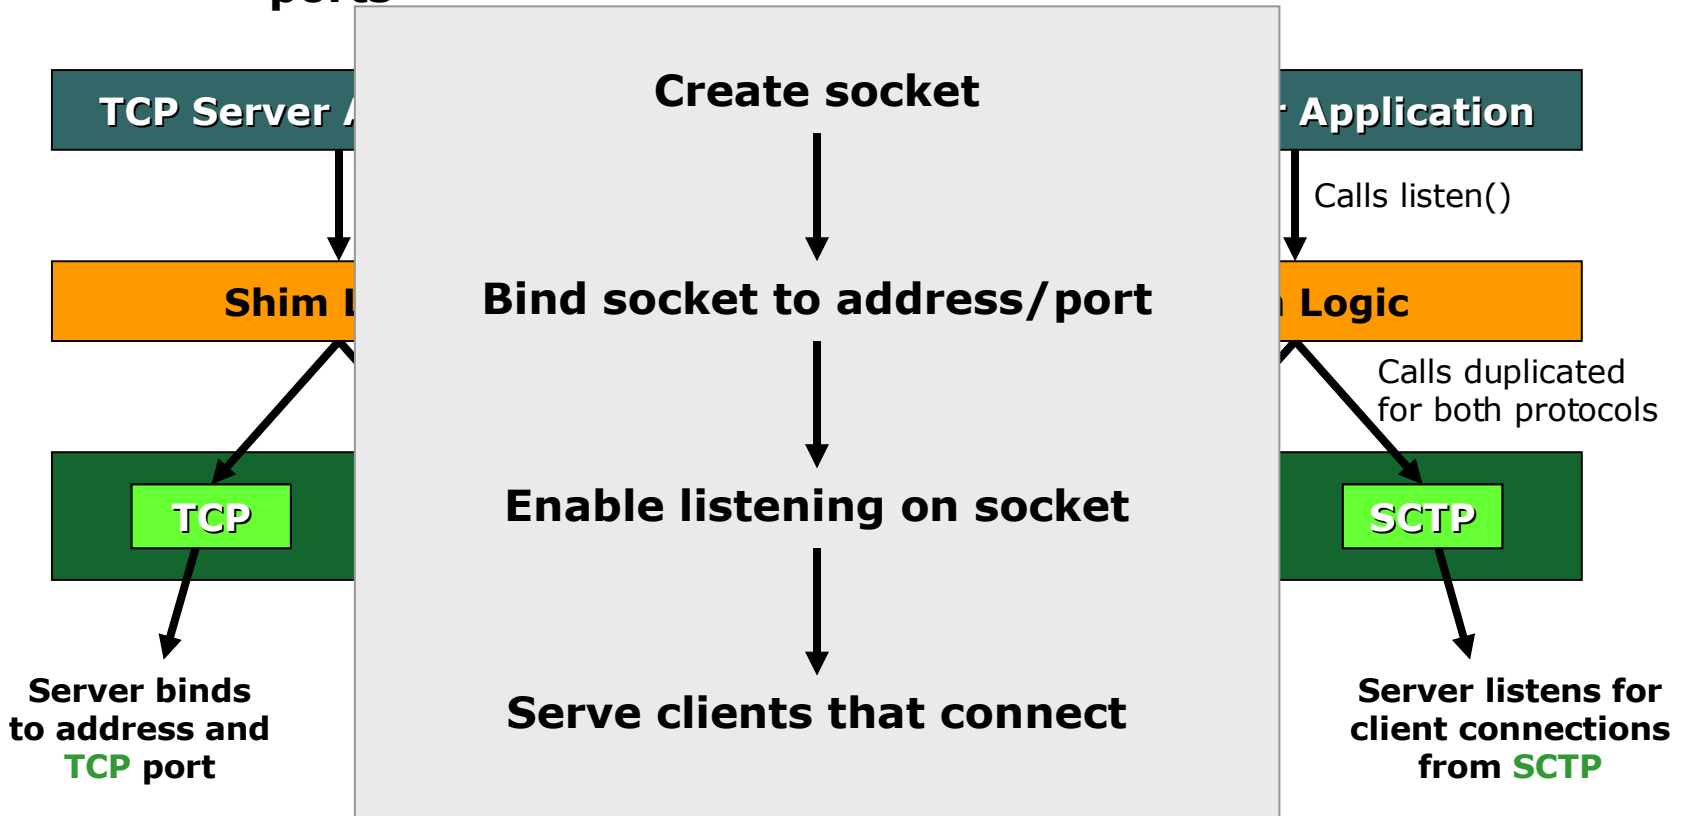 ports
Create socket
TCP Server
Application
Calls listen()
Bind socket to address/port
Shim
Logic
Calls duplicated
for both protocols
Enable listening on socket
TCP
SCTP
Serve clients that connect
Server binds
to address and
TCP port
Server listens for
client connections
from SCTP